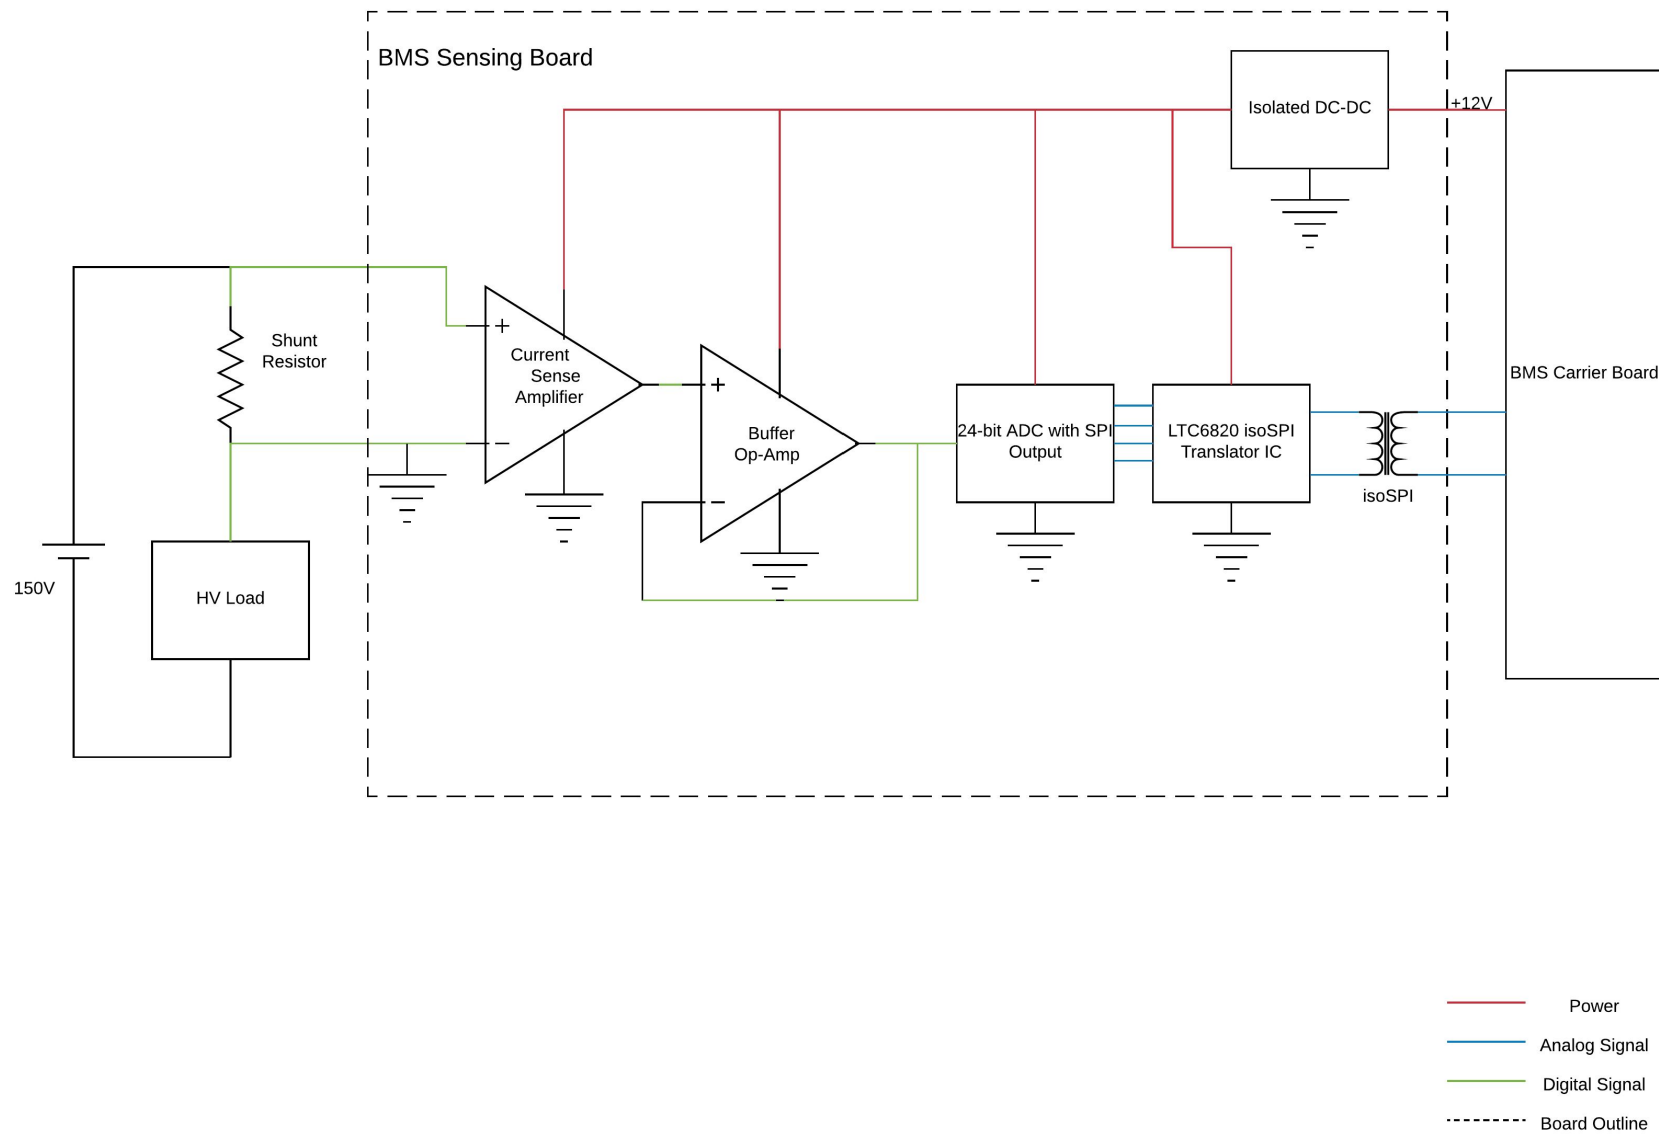 BMS Sensing Board
Isolated DC-DC
+12V
Shunt
Resistor
+
Current
Sense
Amplifier
−
+
Buffer
Op-Amp
−
24-bit ADC with SPI
Output
LTC6820 isoSPI
Translator IC
isoSPI
BMS Carrier Board
150V
HV Load
Power
Analog Signal
Digital Signal
Board Outline